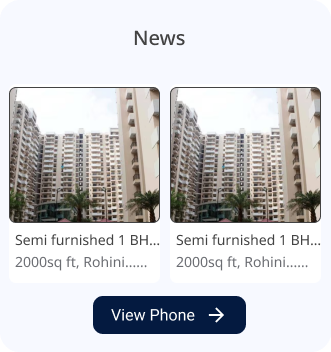 News
Semi furnished 1 BH... Semi furnished 1 BH...
2000sq ft, Rohini...... 2000sq ft, Rohini......
View Phone →